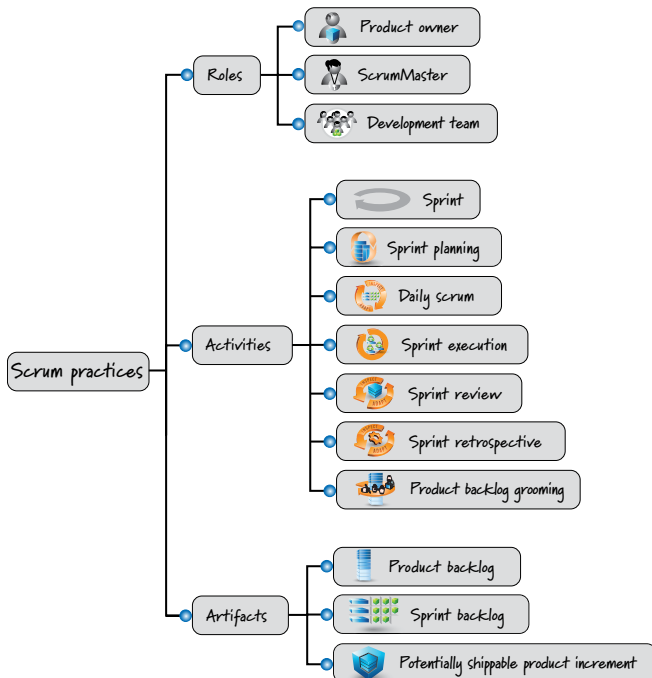 Product owner
Roles
ScrumMaster
Development team
Sprint
Sprint planning
Daily scrum
Activities
Sprint execution
Scrum practices
Sprint review
Sprint retrospective
Product backlog grooming
Product backlog
Artifacts
Sprint backlog
Potentially shippable product increment